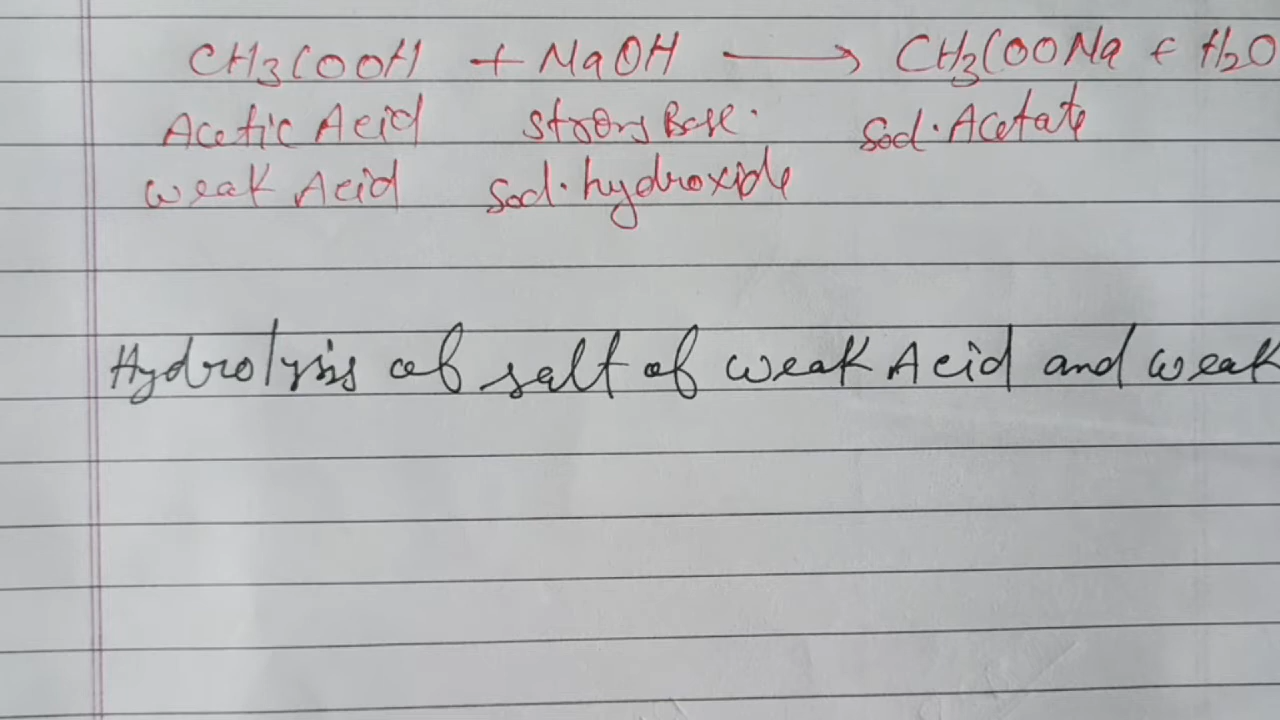 CH3COOH + NaOH → CH3COONa + H2O
Acetic Acid Strong Base. Sod. Acetate
weak Acid Sod. hydroxide
Hydrolysis of salt of weak Acid and weak